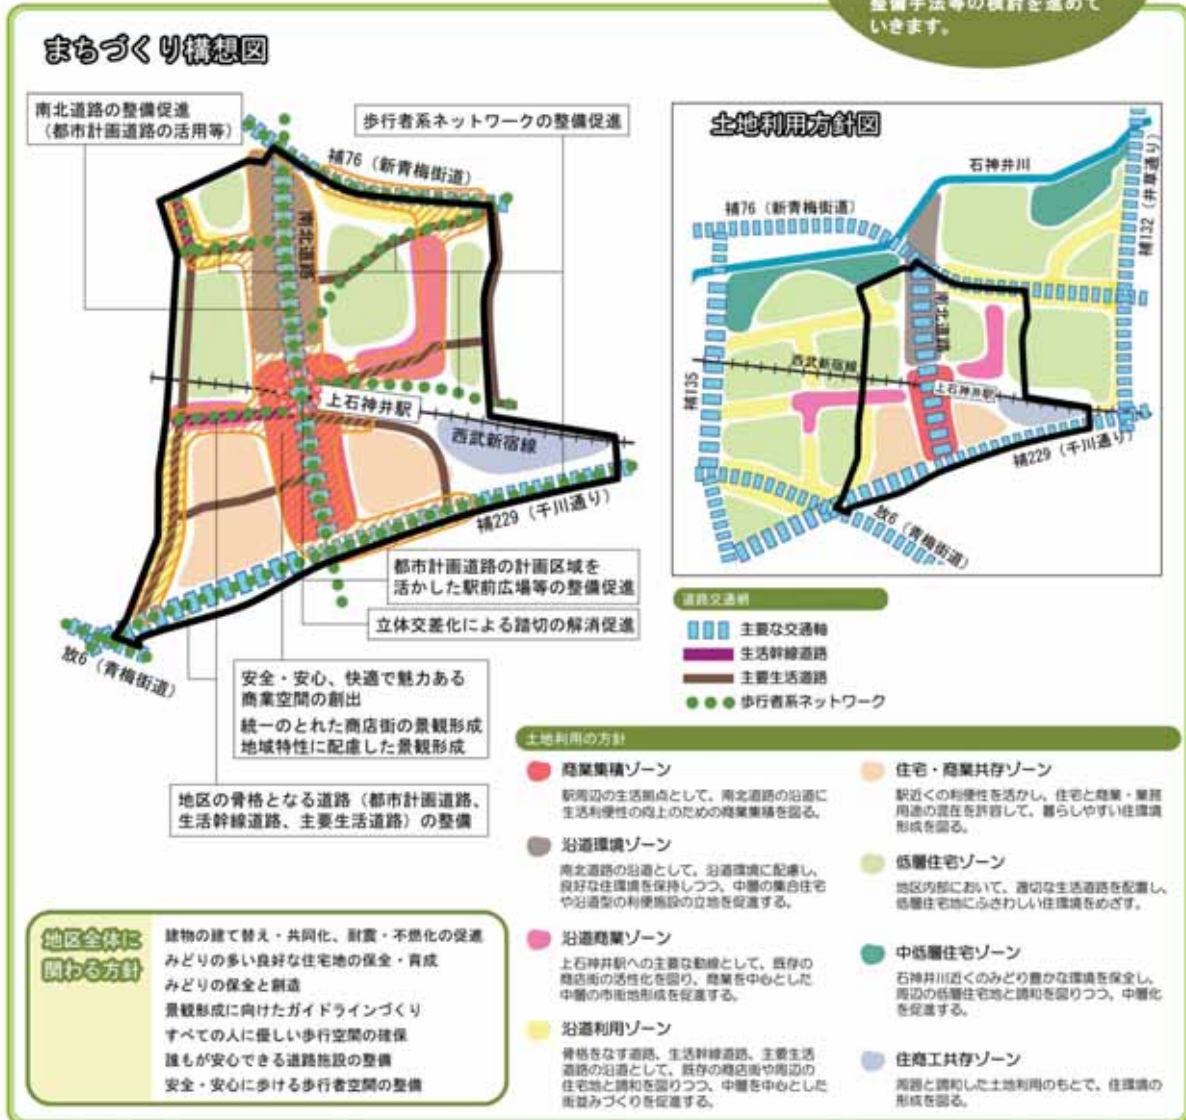 整備手法等の検討を進めて
いきます。
まちづくり構想図
南北道路の整備促進
（都市計画道路の活用等）
歩行者系ネットワークの整備促進
補76（新青梅街道）
南北道路
上石神井駅
西武新宿線
補229（千川通り）
放6（青梅街道）
都市計画道路の計画区域を
活かした駅前広場等の整備促進
立体交差化による踏切の解消促進
安全・安心、快適で魅力ある
商業空間の創出
統一のとれた商店街の景観形成
地域特性に配慮した景観形成
地区の骨格となる道路（都市計画道路、
生活幹線道路、主要生活道路）の整備
土地利用方針図
石神井川
補76（新青梅街道）
補132（井草通り）
南北道路
西武新宿線
上石神井駅
補135
補229（千川通り）
放6（青梅街道）
道路交通網
主要な交通軸
生活幹線道路
主要生活道路
歩行者系ネットワーク
土地利用の方針
商業集積ゾーン
駅周辺の生活拠点として、南北道路の沿道に
生活利便性の向上のための商業集積を図る。
沿道環境ゾーン
南北道路の沿道として、沿道環境に配慮し、
良好な住環境を保持しつつ、中層の集合住宅
や沿道型の利便施設の立地を促進する。
沿道商業ゾーン
上石神井駅への主要な動線として、既存の
商店街の活性化を図り、商業を中心とした
中層の市街地形成を促進する。
沿道利用ゾーン
骨格をなす道路、生活幹線道路、主要生活
道路の沿道として、既存の商店街や周辺の
住宅地と調和を図りつつ、中層を中心とした
街並みづくりを促進する。
住宅・商業共存ゾーン
駅近くの利便性を活かし、住宅と商業・業務
用途の混在を許容して、暮らしやすい住環境
形成を図る。
低層住宅ゾーン
地区内部において、適切な生活道路を配置し、
低層住宅地にふさわしい住環境をめざす。
中低層住宅ゾーン
石神井川近くのみどり豊かな環境を保全し、
周辺の低層住宅地と調和を図りつつ、中層化
を促進する。
住商工共存ゾーン
周囲と調和した土地利用のもとで、住環境の
形成を図る。
地区全体に
関わる方針
建物の建て替え・共同化、耐震・不燃化の促進
みどりの多い良好な住宅地の保全・育成
みどりの保全と創造
景観形成に向けたガイドラインづくり
すべての人に優しい歩行空間の確保
誰もが安心できる道路施設の整備
安全・安心に歩ける歩行者空間の整備